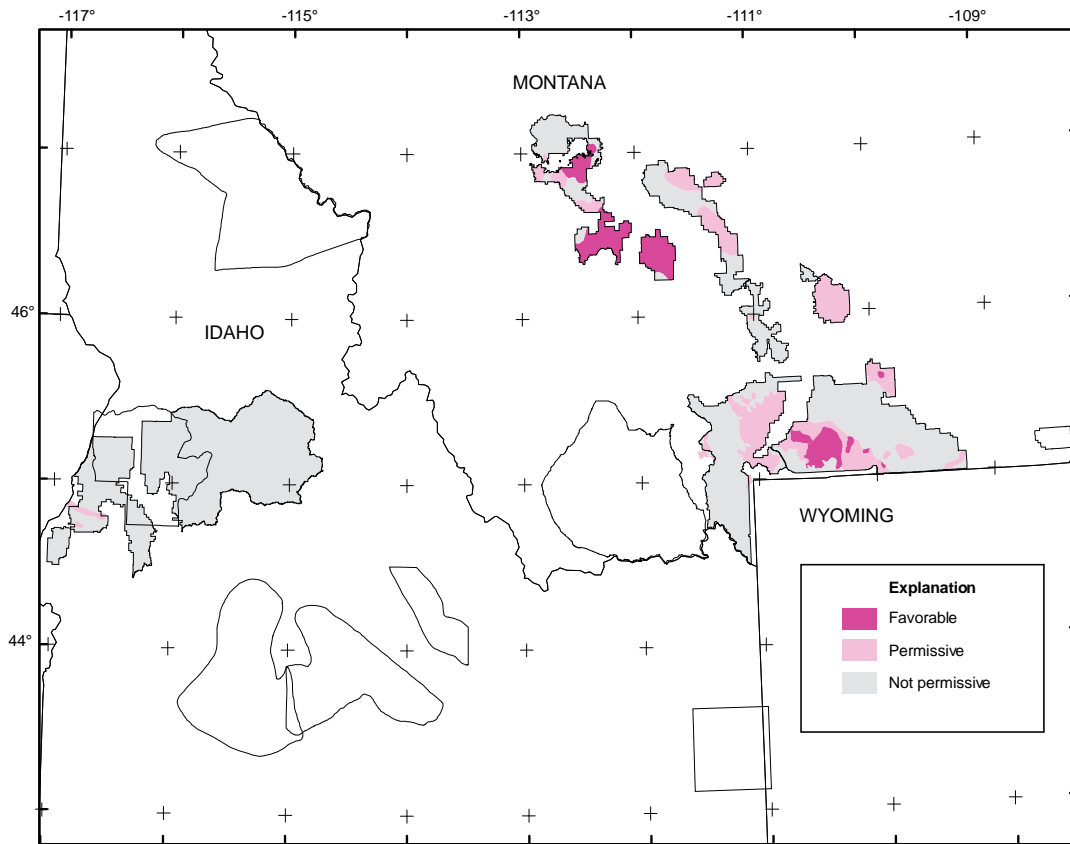 -117° -115° -113° -111° -109°
MONTANA
46°
IDAHO
WYOMING
Explanation
Favorable
Permissive
Not permissive
44°